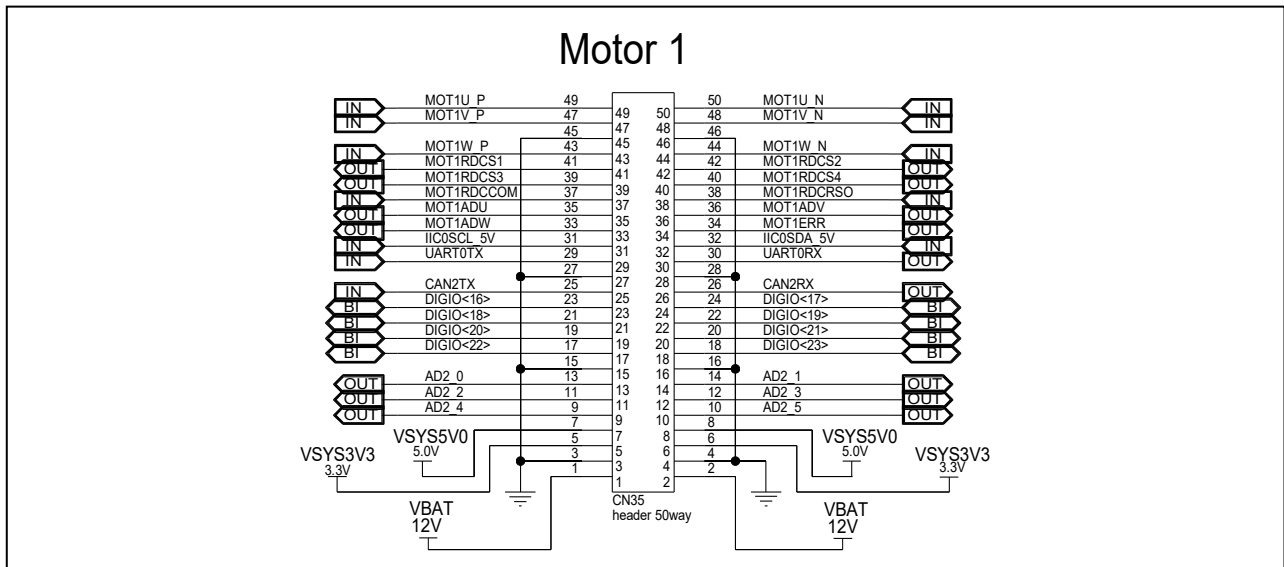 Motor 1
IN MOT1U_P 49 49 50 50 MOT1U_N IN
IN MOT1V_P 47 47 48 48 MOT1V_N IN
45 45 46 46
IN MOT1W_P 43 43 44 44 MOT1W_N IN
OUT MOT1RDCS1 41 41 42 42 MOT1RDCS2 OUT
OUT MOT1RDCS3 39 39 40 40 MOT1RDCS4 OUT
IN MOT1RDCCOM 37 37 38 38 MOT1RDCRSO IN
OUT MOT1ADU 35 35 36 36 MOT1ADV OUT
OUT MOT1ADW 33 33 34 34 MOT1ERR OUT
IN IIC0SCL_5V 31 31 32 32 IIC0SDA_5V IN
IN UART0TX 29 29 30 30 UART0RX OUT
27 27 28 28
IN CAN2TX 25 25 26 26 CAN2RX OUT
BI DIGIO<16> 23 23 24 24 DIGIO<17> BI
BI DIGIO<18> 21 21 22 22 DIGIO<19> BI
BI DIGIO<20> 19 19 20 20 DIGIO<21> BI
BI DIGIO<22> 17 17 18 18 DIGIO<23> BI
15 15 16 16
OUT AD2_0 13 13 14 14 AD2_1 OUT
OUT AD2_2 11 11 12 12 AD2_3 OUT
OUT AD2_4 9 9 10 10 AD2_5 OUT
7 7 8 8
VSYS5V0 5 5 6 6 VSYS5V0
5.0V 5.0V
VSYS3V3 3 3 4 4 VSYS3V3
3.3V 1 1 2 2 3.3V
CN35
header 50way
VBAT VBAT
12V 12V